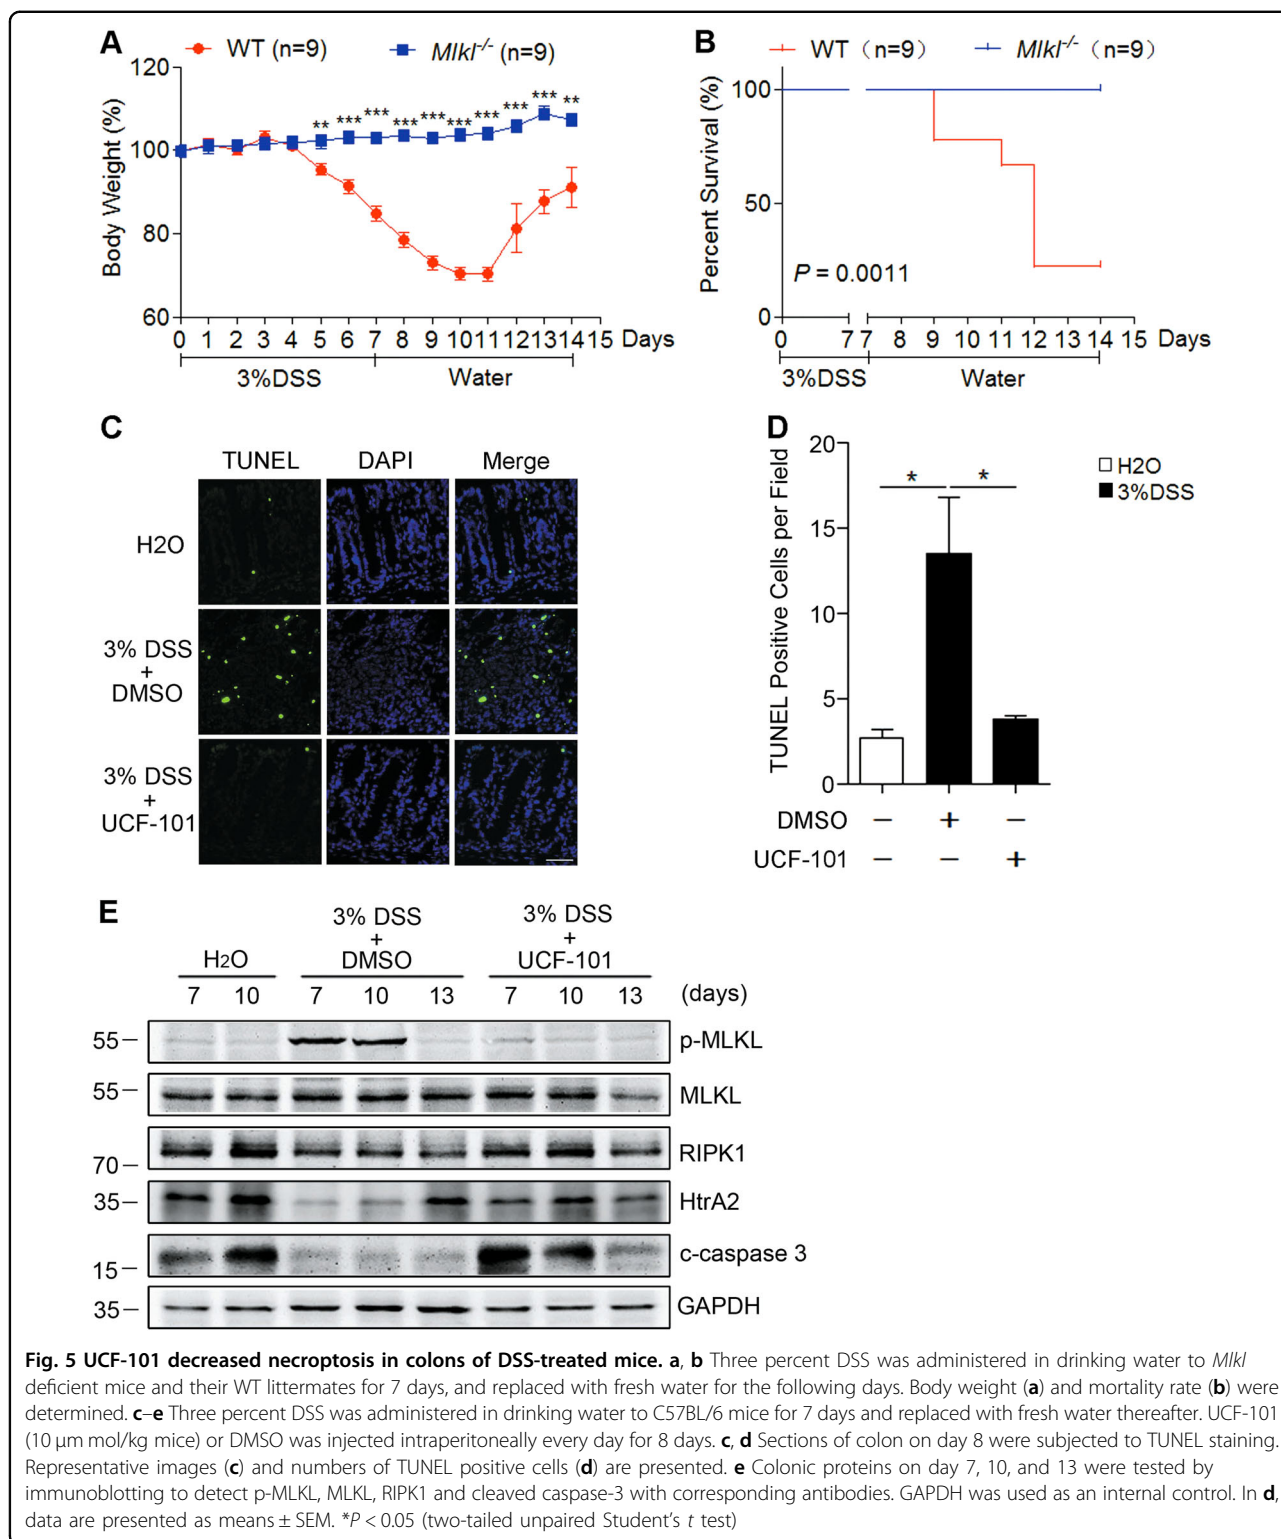 A
WT (n=9)
Mlkl-/- (n=9)
Body Weight (%)
120
100
80
60
** *** *** *** *** *** *** *** *** **
0 1 2 3 4 5 6 7 8 9 10 11 12 13 14 15 Days
3%DSS Water
B
WT（n=9）
Mlkl-/-（n=9）
Percent Survival (%)
100
50
0
P = 0.0011
0 7 7 8 9 10 11 12 13 14 15 Days
3%DSS Water
C
TUNEL DAPI Merge
H2O
3% DSS
+
DMSO
3% DSS
+
UCF-101
D
TUNEL Positive Cells per Field
20
15
10
5
0
* *
H2O
3%DSS
DMSO − + −
UCF-101 − − +
E
H2O
3% DSS
+
DMSO
3% DSS
+
UCF-101
7 10 7 10 13 7 10 13 (days)
55 p-MLKL
55 MLKL
70 RIPK1
35 HtrA2
15 c-caspase 3
35 GAPDH
Fig. 5 UCF-101 decreased necroptosis in colons of DSS-treated mice. a, b Three percent DSS was administered in drinking water to Mlkl
deficient mice and their WT littermates for 7 days, and replaced with fresh water for the following days. Body weight (a) and mortality rate (b) were
determined. c–e Three percent DSS was administered in drinking water to C57BL/6 mice for 7 days and replaced with fresh water thereafter. UCF-101
(10 μm mol/kg mice) or DMSO was injected intraperitoneally every day for 8 days. c, d Sections of colon on day 8 were subjected to TUNEL staining.
Representative images (c) and numbers of TUNEL positive cells (d) are presented. e Colonic proteins on day 7, 10, and 13 were tested by
immunoblotting to detect p-MLKL, MLKL, RIPK1 and cleaved caspase-3 with corresponding antibodies. GAPDH was used as an internal control. In d,
data are presented as means ± SEM. *P < 0.05 (two-tailed unpaired Student's t test)